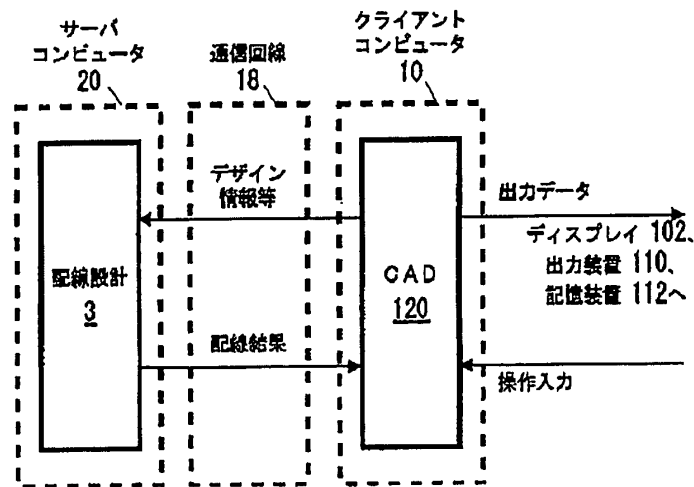 サーバ
コンピュータ
20
通信回線
18
クライアント
コンピュータ
10
デザイン
情報等
出力データ
ディスプレイ 102、
出力装置 110、
記憶装置 112へ
配線設計
3
CAD
120
配線結果
操作入力